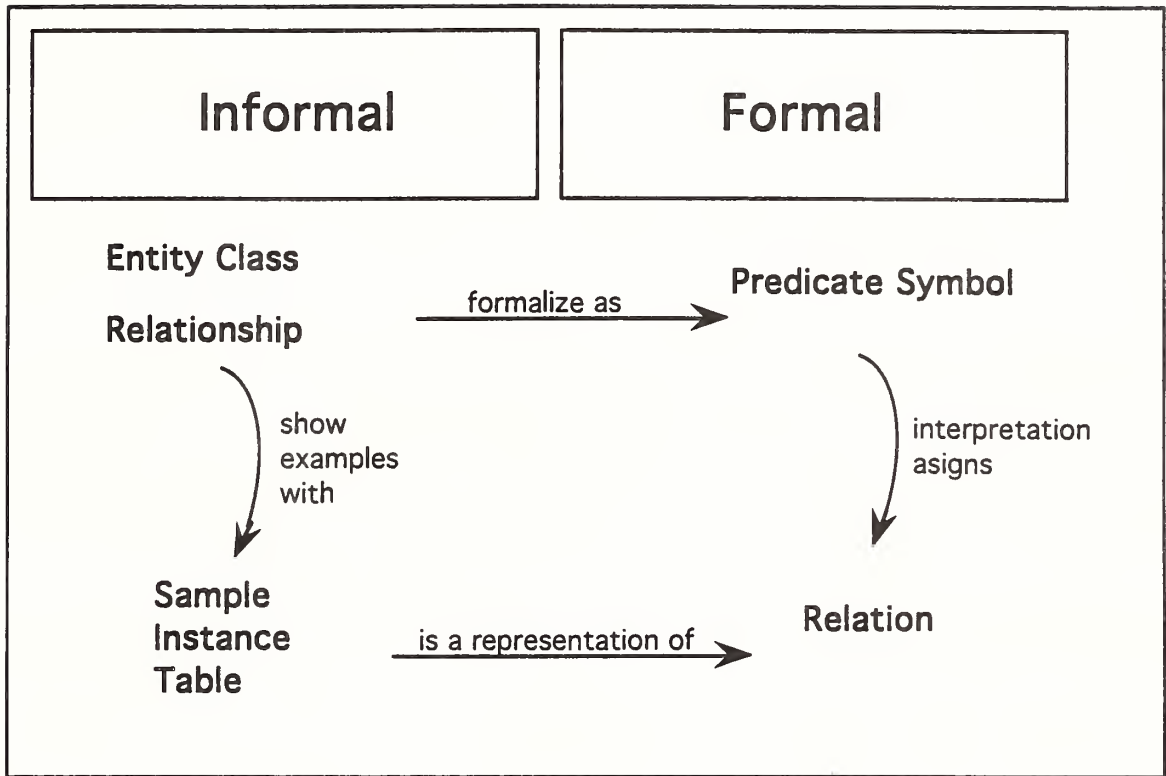 Informal
Formal
Entity Class
Relationship
formalize as
Predicate Symbol
show
examples
with
interpretation
asigns
Sample
Instance
Table
is a representation of
Relation